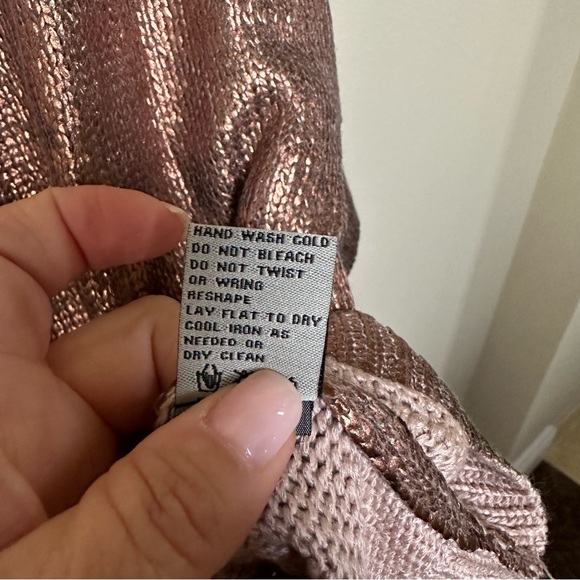 HAND WASH COLD
DO NOT BLEACH
DO NOT TWIST
OR WRING
RESHAPE
LAY FLAT TO DRY
COOL IRON AS
NEEDED OR
DRY CLEAN